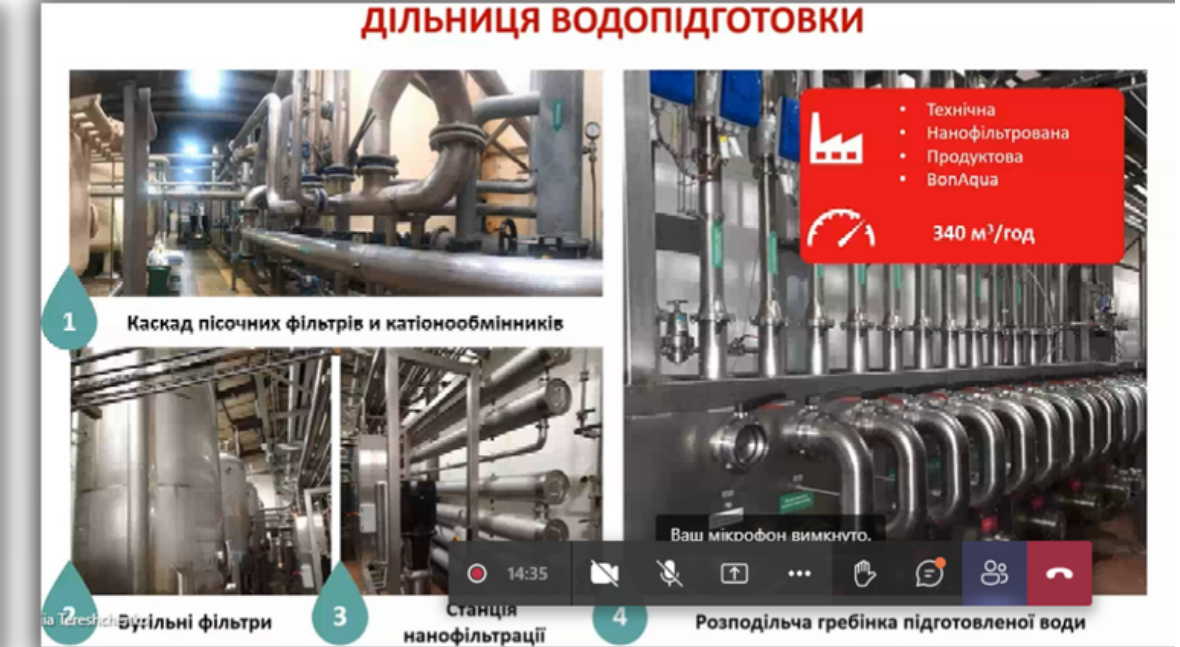 ДІЛЬНИЦЯ ВОДОПІДГОТОВКИ
• Технічна
• Нанофільтрована
• Продуктова
• BonAqua
340 м³/год
1
Каскад пісочних фільтрів и катіонообмінників
Ваш мікрофон вимкнуто.
14:35
2
Вугільні фільтри
3
Станція
нанофільтрації
4
Розподільча гребінка підготовленої води